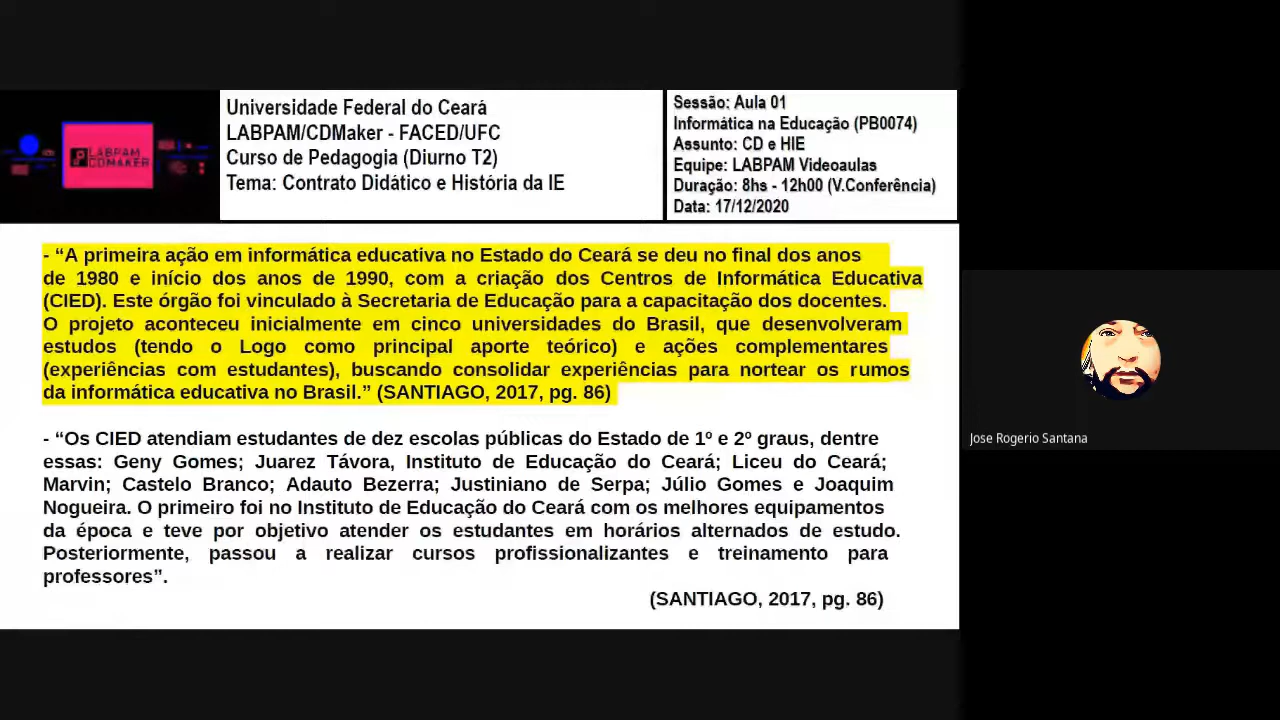 LABPAM
CDMAKER
Universidade Federal do Ceará
LABPAM/CDMaker - FACED/UFC
Curso de Pedagogia (Diurno T2)
Tema: Contrato Didático e História da IE
Sessão: Aula 01
Informática na Educação (PB0074)
Assunto: CD e HIE
Equipe: LABPAM Videoaulas
Duração: 8hs - 12h00 (V.Conferência)
Data: 17/12/2020
- “A primeira ação em informática educativa no Estado do Ceará se deu no final dos anos
de 1980 e início dos anos de 1990, com a criação dos Centros de Informática Educativa
(CIED). Este órgão foi vinculado à Secretaria de Educação para a capacitação dos docentes.
O projeto aconteceu inicialmente em cinco universidades do Brasil, que desenvolveram
estudos (tendo o Logo como principal aporte teórico) e ações complementares
(experiências com estudantes), buscando consolidar experiências para nortear os rumos
da informática educativa no Brasil.” (SANTIAGO, 2017, pg. 86)
- “Os CIED atendiam estudantes de dez escolas públicas do Estado de 1º e 2º graus, dentre
essas: Geny Gomes; Juarez Távora, Instituto de Educação do Ceará; Liceu do Ceará;
Marvin; Castelo Branco; Adauto Bezerra; Justiniano de Serpa; Júlio Gomes e Joaquim
Nogueira. O primeiro foi no Instituto de Educação do Ceará com os melhores equipamentos
da época e teve por objetivo atender os estudantes em horários alternados de estudo.
Posteriormente, passou a realizar cursos profissionalizantes e treinamento para
professores”.
(SANTIAGO, 2017, pg. 86)
Jose Rogerio Santana